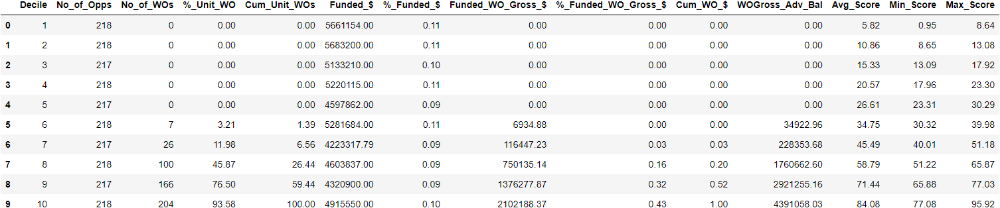 Decile No_of_Opps No_of_WOs %_Unit_WO Cum_Unit_WOs Funded_$ %_Funded_$ Funded_WO_Gross_$ %_Funded_WO_Gross_$ Cum_WO_$ WOGross_Adv_Bal Avg_Score Min_Score Max_Score
0 1 218 0 0.00 0.00 5661154.00 0.11 0.00 0.00 0.00 0.00 5.82 0.95 8.64
1 2 218 0 0.00 0.00 5683200.00 0.11 0.00 0.00 0.00 0.00 10.86 8.65 13.08
2 3 217 0 0.00 0.00 5133210.00 0.10 0.00 0.00 0.00 0.00 15.33 13.09 17.92
3 4 218 0 0.00 0.00 5220115.00 0.11 0.00 0.00 0.00 0.00 20.57 17.96 23.30
4 5 217 0 0.00 0.00 4597862.00 0.09 0.00 0.00 0.00 0.00 26.61 23.31 30.29
5 6 218 7 3.21 1.39 5281684.00 0.11 6934.88 0.00 0.00 34922.96 34.75 30.32 39.98
6 7 217 26 11.98 6.56 4223317.79 0.09 116447.23 0.03 0.03 228353.68 45.49 40.01 51.18
7 8 218 100 45.87 26.44 4603837.00 0.09 750135.14 0.16 0.20 1760662.60 58.79 51.22 65.87
8 9 217 166 76.50 59.44 4320900.00 0.09 1376277.87 0.32 0.52 2921255.16 71.44 65.88 77.03
9 10 218 204 93.58 100.00 4915550.00 0.10 2102188.37 0.43 1.00 4391058.03 84.08 77.08 95.92